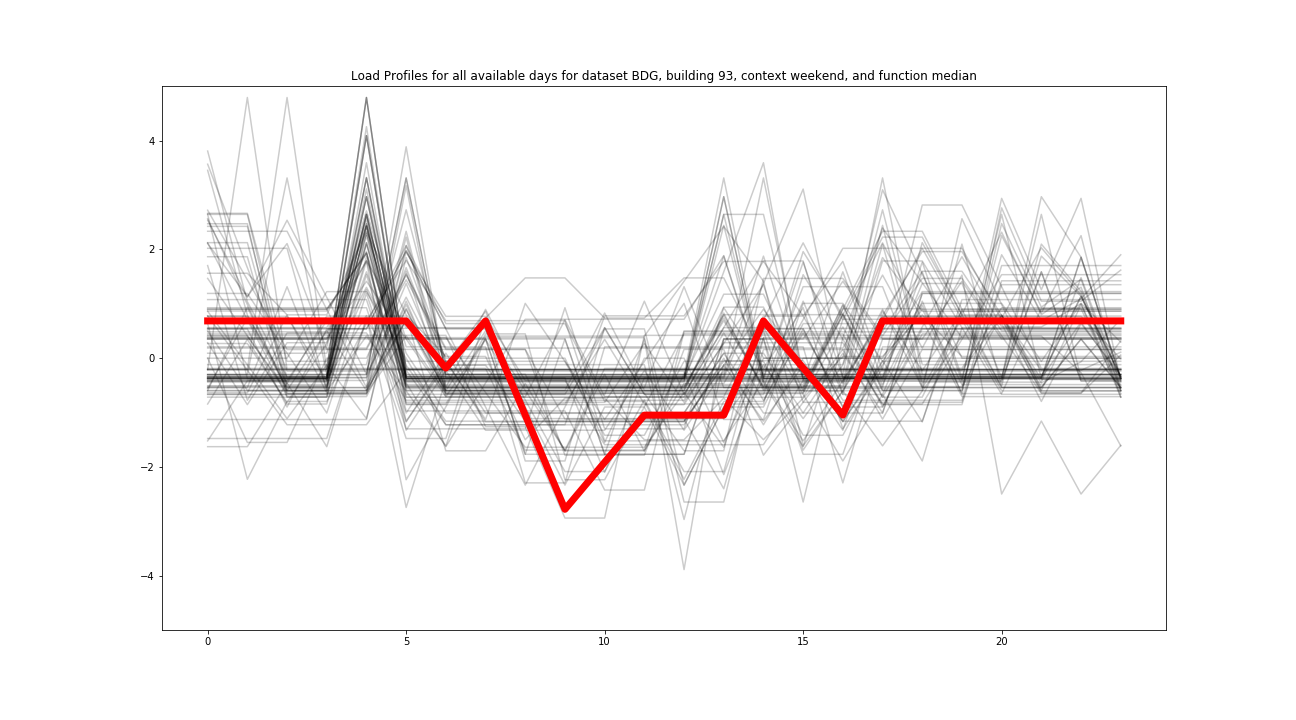 Load Profiles for all available days for dataset BDG, building 93, context weekend, and function median
4
2
0
−2
−4
0 5 10 15 20